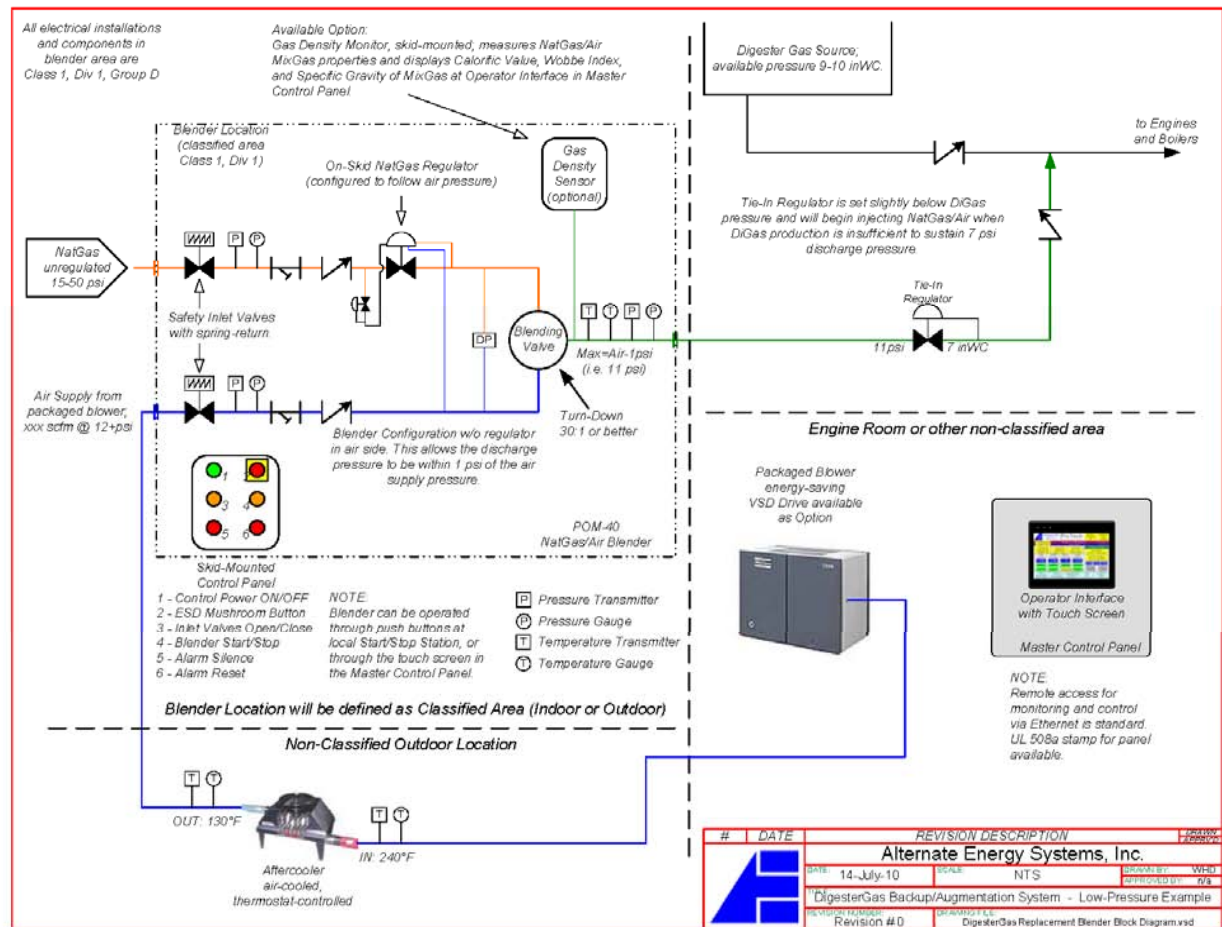 All electrical installations
and components in
blender area are
Class 1, Div 1, Group D
Available Option:
Gas Density Monitor, skid-mounted, measures NatGas/Air
MixGas properties and displays Calorific Value, Wobbe Index,
and Specific Gravity of MixGas at Operator Interface in Master
Control Panel.
Digester Gas Source;
available pressure 9-10 inWC.
to Engines
and Boilers
Blender Location
(classified area
Class 1, Div 1)
On-Skid NatGas Regulator
(configured to follow air pressure)
Gas
Density
Sensor
(optional)
Tie-In Regulator is set slightly below DiGas
pressure and will begin injecting NatGas/Air when
DiGas production is insufficient to sustain 7 psi
discharge pressure.
NatGas
unregulated
15-50 psi
P
P
Safety Inlet Valves
with spring-return.
DP
Blending
Valve
T
T
P
P
Max=Air-1psi
(i.e. 11 psi)
Tie-In
Regulator
11psi
7 inWC
Air Supply from
packaged blower;
xxx scfm @ 12+psi
P
P
Turn-Down
30:1 or better
Blender Configuration w/o regulator
in air side. This allows the discharge
pressure to be within 1 psi of the air
supply pressure.
Engine Room or other non-classified area
1
3
4
5
6
POM-40
NatGas/Air Blender
Packaged Blower
energy-saving
VSD Drive available
as Option
Operator Interface
with Touch Screen
Master Control Panel
Skid-Mounted
Control Panel
1 - Control Power ON/OFF
2 - ESD Mushroom Button
3 - Inlet Valves Open/Close
4 - Blender Start/Stop
5 - Alarm Silence
6 - Alarm Reset
NOTE:
Blender can be operated
through push buttons at
local Start/Stop Station, or
through the touch screen in
the Master Control Panel.
P Pressure Transmitter
P Pressure Gauge
T Temperature Transmitter
T Temperature Gauge
NOTE:
Remote access for
monitoring and control
via Ethernet is standard.
UL 508a stamp for panel
available.
Blender Location will be defined as Classified Area (Indoor or Outdoor)
Non-Classified Outdoor Location
T
T
OUT: 130°F
T
T
IN: 240°F
Aftercooler
air-cooled,
thermostat-controlled
# DATE REVISION DESCRIPTION DRAWN APPRVD
Alternate Energy Systems, Inc.
DATE: 14-July-10 SCALE: NTS DRAWN BY: WHD
APPROVED BY: n/a
TITLE: DigesterGas Backup/Augmentation System - Low-Pressure Example
REVISION NUMBER: Revision #0 DRAWING FILE: DigesterGas Replacement Blender Block Diagram.vsd